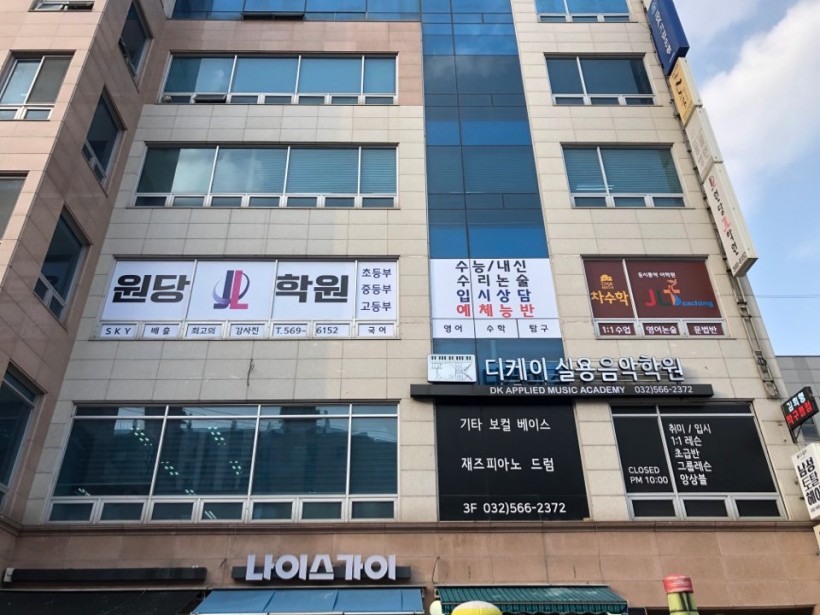 원당 JL 학원
초등부
중등부
고등부
SKY 배출 최고의 강사진 T.569- 6152 국어
수능/내신
수리논술
입시상담
예체능반
영어 수학 탐구
차수학
1:1수업 영어논술 문법반
디케이 실용음악학원
DK APPLIED MUSIC ACADEMY 032)566-2372
기타 보컬 베이스
재즈피아노 드럼
3F 032)566-2372
취미 / 입시
1:1 레슨
초급반
그룹레슨
앙상블
CLOSED
PM 10:00
나이스가이
남성